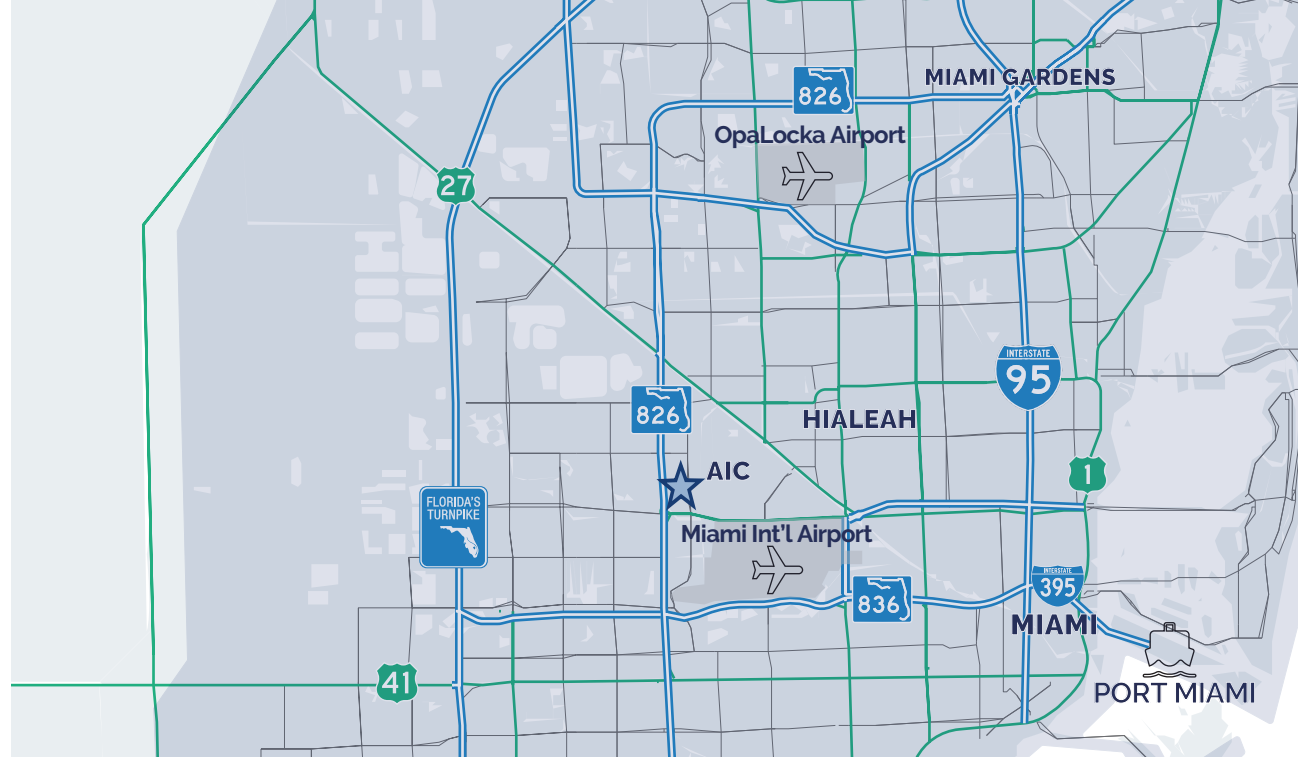 MIAMI GARDENS
826
OpaLocka Airport
27
INTERSTATE
95
826
HIALEAH
AIC
1
FLORIDA'S
TURNPIKE
Miami Int'l Airport
INTERSTATE
395
836
MIAMI
41
PORT MIAMI